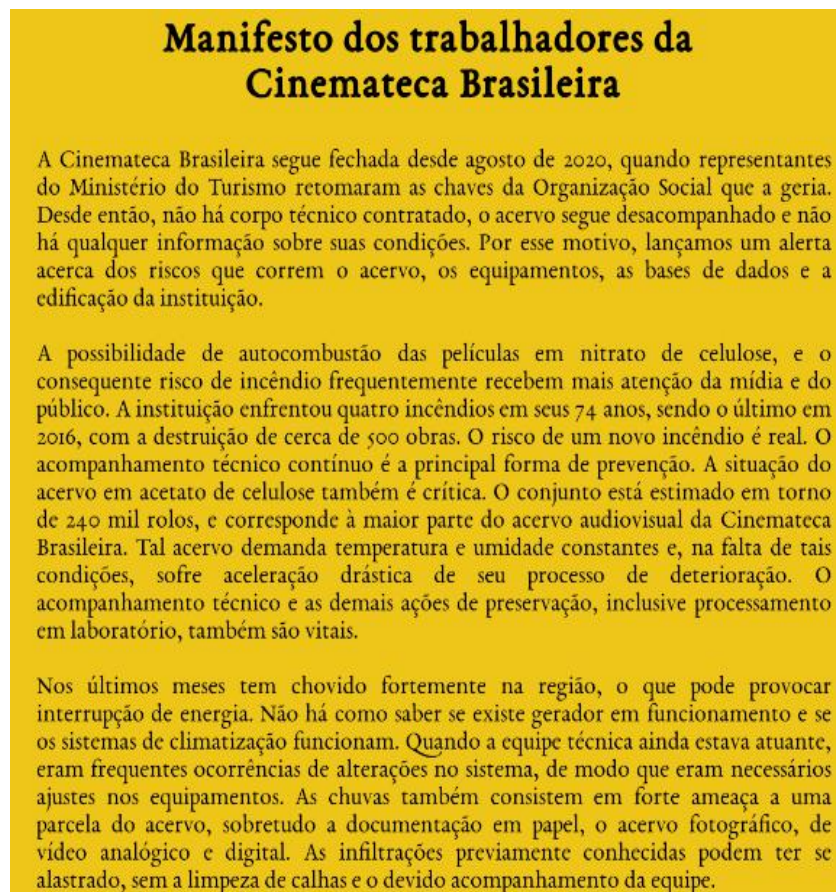 Manifesto dos trabalhadores da
Cinemateca Brasileira
A Cinemateca Brasileira segue fechada desde agosto de 2020, quando representantes
do Ministério do Turismo retomaram as chaves da Organização Social que a geria.
Desde então, não há corpo técnico contratado, o acervo segue desacompanhado e não
há qualquer informação sobre suas condições. Por esse motivo, lançamos um alerta
acerca dos riscos que correm o acervo, os equipamentos, as bases de dados e a
edificação da instituição.
A possibilidade de autocombustão das películas em nitrato de celulose, e o
consequente risco de incêndio frequentemente recebem mais atenção da mídia e do
público. A instituição enfrentou quatro incêndios em seus 74 anos, sendo o último em
2016, com a destruição de cerca de 500 obras. O risco de um novo incêndio é real. O
acompanhamento técnico contínuo é a principal forma de prevenção. A situação do
acervo em acetato de celulose também é crítica. O conjunto está estimado em torno
de 240 mil rolos, e corresponde à maior parte do acervo audiovisual da Cinemateca
Brasileira. Tal acervo demanda temperatura e umidade constantes e, na falta de tais
condições, sofre aceleração drástica de seu processo de deterioração. O
acompanhamento técnico e as demais ações de preservação, inclusive processamento
em laboratório, também são vitais.
Nos últimos meses tem chovido fortemente na região, o que pode provocar
interrupção de energia. Não há como saber se existe gerador em funcionamento e se
os sistemas de climatização funcionam. Quando a equipe técnica ainda estava atuante,
eram frequentes ocorrências de alterações no sistema, de modo que eram necessários
ajustes nos equipamentos. As chuvas também consistem em forte ameaça a uma
parcela do acervo, sobretudo a documentação em papel, o acervo fotográfico, de
vídeo analógico e digital. As infiltrações previamente conhecidas podem ter se
alastrado, sem a limpeza de calhas e o devido acompanhamento da equipe.